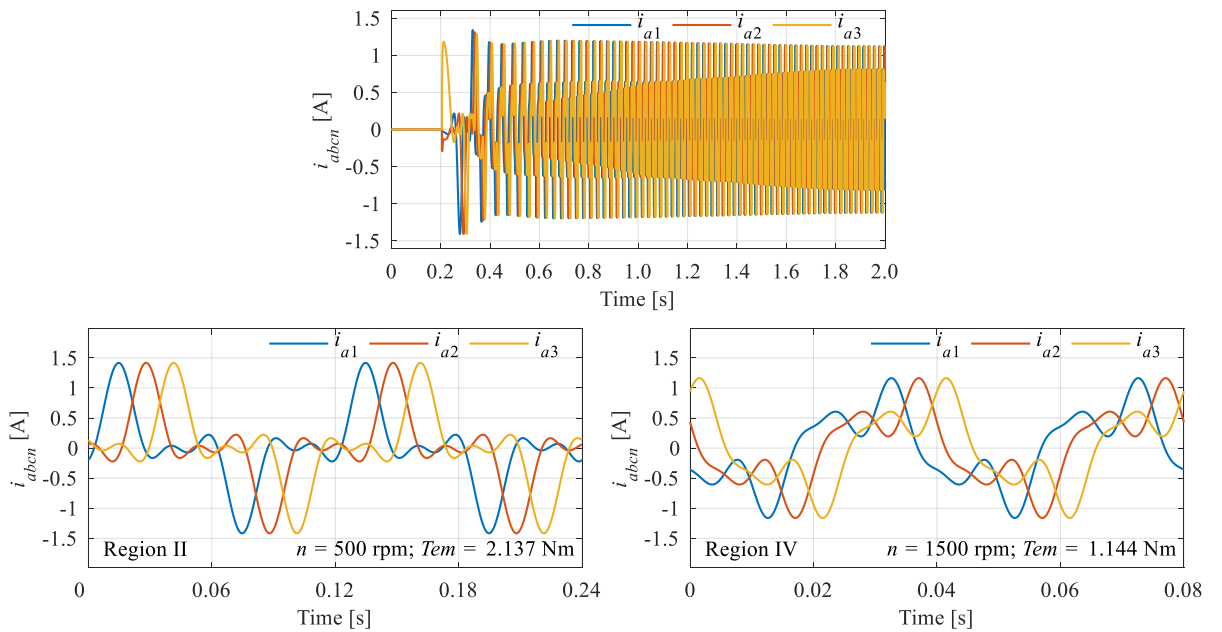 i_a1 i_a2 i_a3
1.5
1
0.5
0
-0.5
-1
-1.5
i_abcn [A]
0 0.2 0.4 0.6 0.8 1.0 1.2 1.4 1.6 1.8 2.0
Time [s]
i_a1 i_a2 i_a3
1.5
1
0.5
0
-0.5
-1
-1.5
i_abcn [A]
Region II n = 500 rpm; Tem = 2.137 Nm
0 0.06 0.12 0.18 0.24
Time [s]
i_a1 i_a2 i_a3
1.5
1
0.5
0
-0.5
-1
-1.5
i_abcn [A]
Region IV n = 1500 rpm; Tem = 1.144 Nm
0 0.02 0.04 0.06 0.08
Time [s]